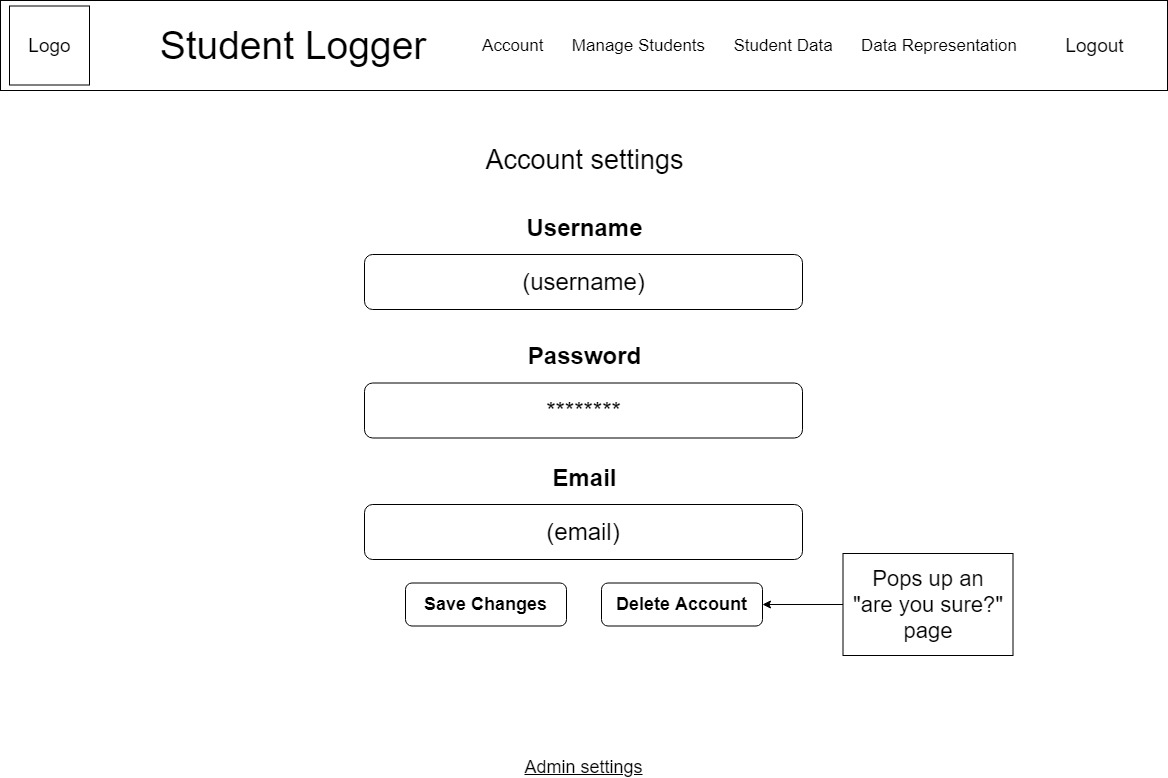 Logo
Student Logger
Account
Manage Students
Student Data
Data Representation
Logout
Account settings
Username
(username)
Password
********
Email
(email)
Save Changes
Delete Account
Pops up an
"are you sure?"
page
Admin settings